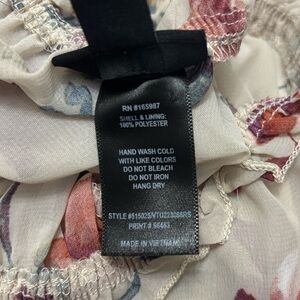 RN #165987
SHELL & LINING:
100% POLYESTER
HAND WASH COLD
WITH LIKE COLORS
DO NOT BLEACH
DO NOT IRON
HANG DRY
PRINT #
MADE IN VIETNAM